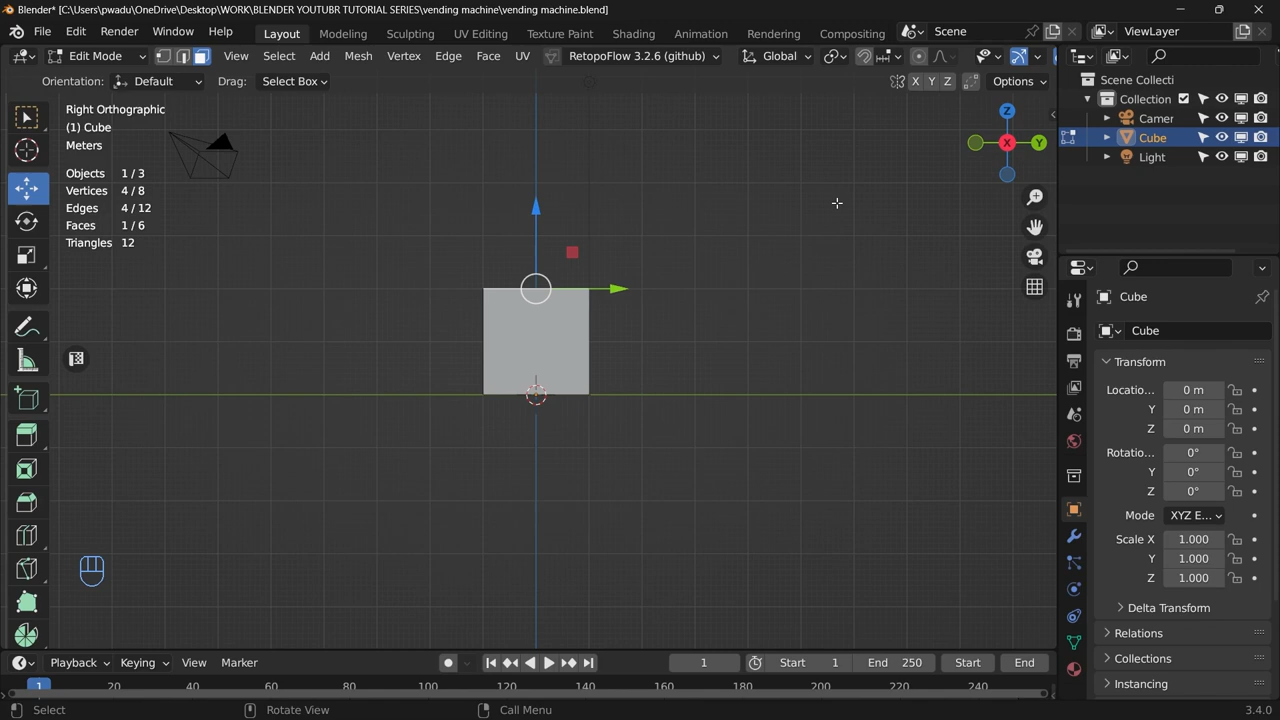 Blender* [C:\Users\pwadu\OneDrive\Desktop\WORK\BLENDER YOUTUBR TUTORIAL SERIES\vending machine\vending machine.blend]
File Edit Render Window Help Layout Modeling Sculpting UV Editing Texture Paint Shading Animation Rendering Compositing Scene ViewLayer
Edit Mode View Select Add Mesh Vertex Edge Face UV RetopoFlow 3.2.6 (github) Global
Orientation: Default Drag: Select Box X Y Z Options
Right Orthographic
(1) Cube
Meters
Objects 1/3
Vertices 4/8
Edges 4/12
Faces 1/6
Triangles 12
Z
X
Y
Scene Collecti
Collection
Camer
Cube
Light
Cube
Cube
Transform
Locatio... 0 m
Y 0 m
Z 0 m
Rotatio... 0°
Y 0°
Z 0°
Mode XYZ E...
Scale X 1.000
Y 1.000
Z 1.000
Delta Transform
Relations
Collections
Instancing
Playback Keying View Marker 1 Start 1 End 250 Start End
1 20 40 60 80 100 120 140 160 180 200 220 240
Select Rotate View Call Menu 3.4.0